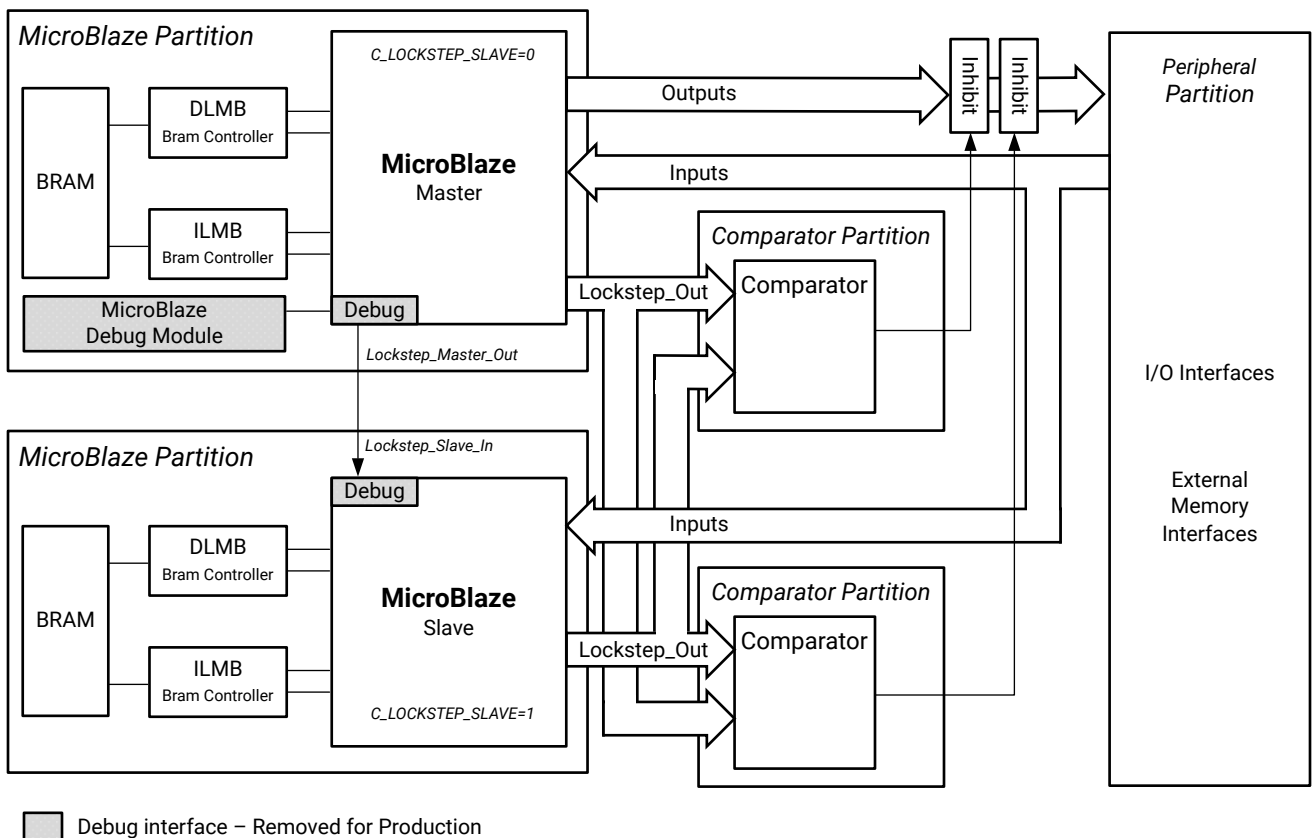 MicroBlaze Partition
C_LOCKSTEP_SLAVE=0
DLMB
Bram Controller
BRAM
ILMB
Bram Controller
MicroBlaze
Master
MicroBlaze
Debug Module
Debug
Lockstep_Master_Out
Outputs
Inputs
Inhibit
Inhibit
Peripheral
Partition
I/O Interfaces
External
Memory
Interfaces
Comparator Partition
Comparator
Lockstep_Out
MicroBlaze Partition
Lockstep_Slave_In
Debug
DLMB
Bram Controller
BRAM
ILMB
Bram Controller
MicroBlaze
Slave
C_LOCKSTEP_SLAVE=1
Inputs
Comparator Partition
Comparator
Lockstep_Out
Debug interface – Removed for Production